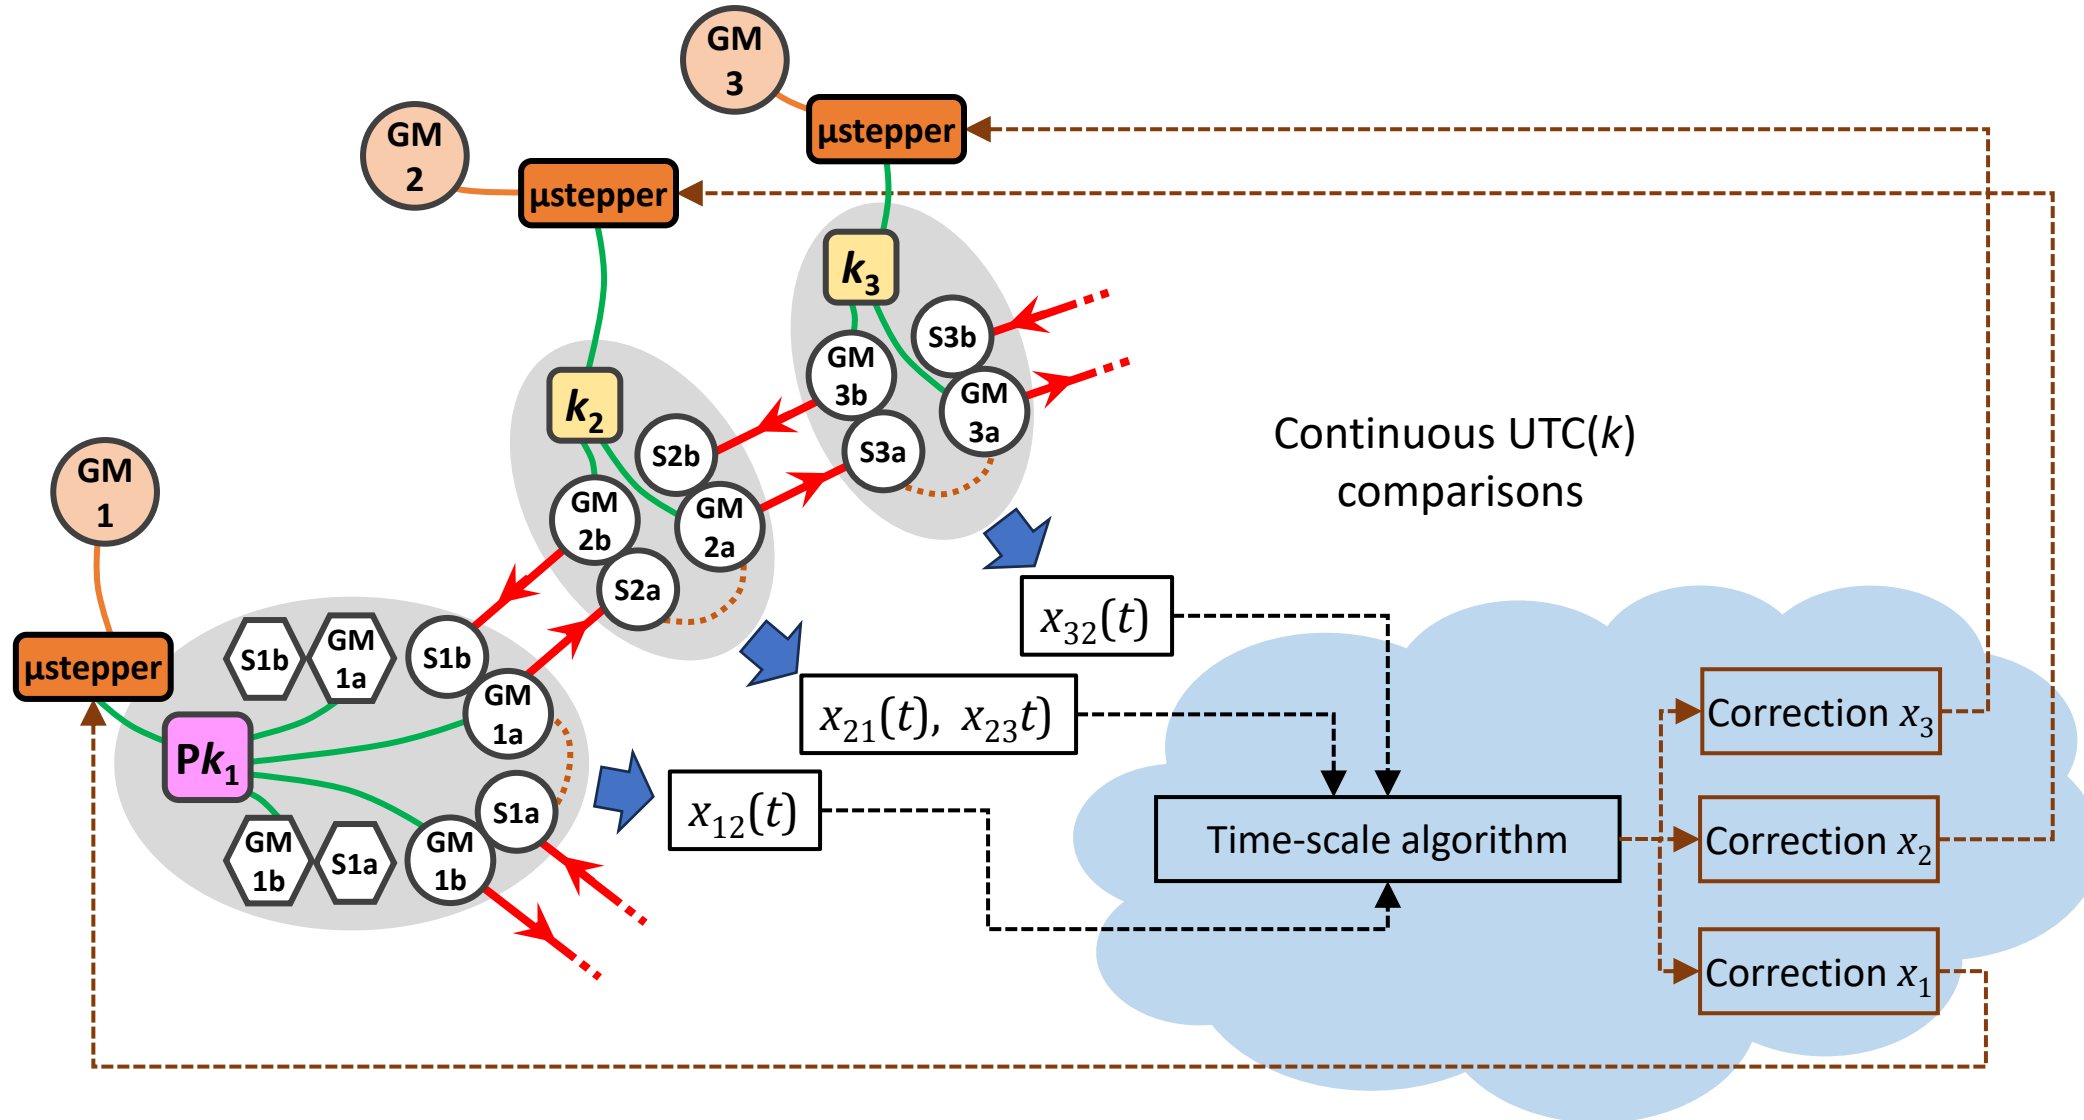 GM
3
µstepper
GM
2
µstepper
k3
S3b
GM
3b
GM
3a
S3a
k2
S2b
GM
2b
GM
2a
S2a
Continuous UTC(k)
comparisons
GM
1
µstepper
S1b
GM
1a
S1b
GM
1a
Pk1
S1a
GM
1b
S1a
GM
1b
x32(t)
x21(t), x23t)
x12(t)
Time-scale algorithm
Correction x3
Correction x2
Correction x1